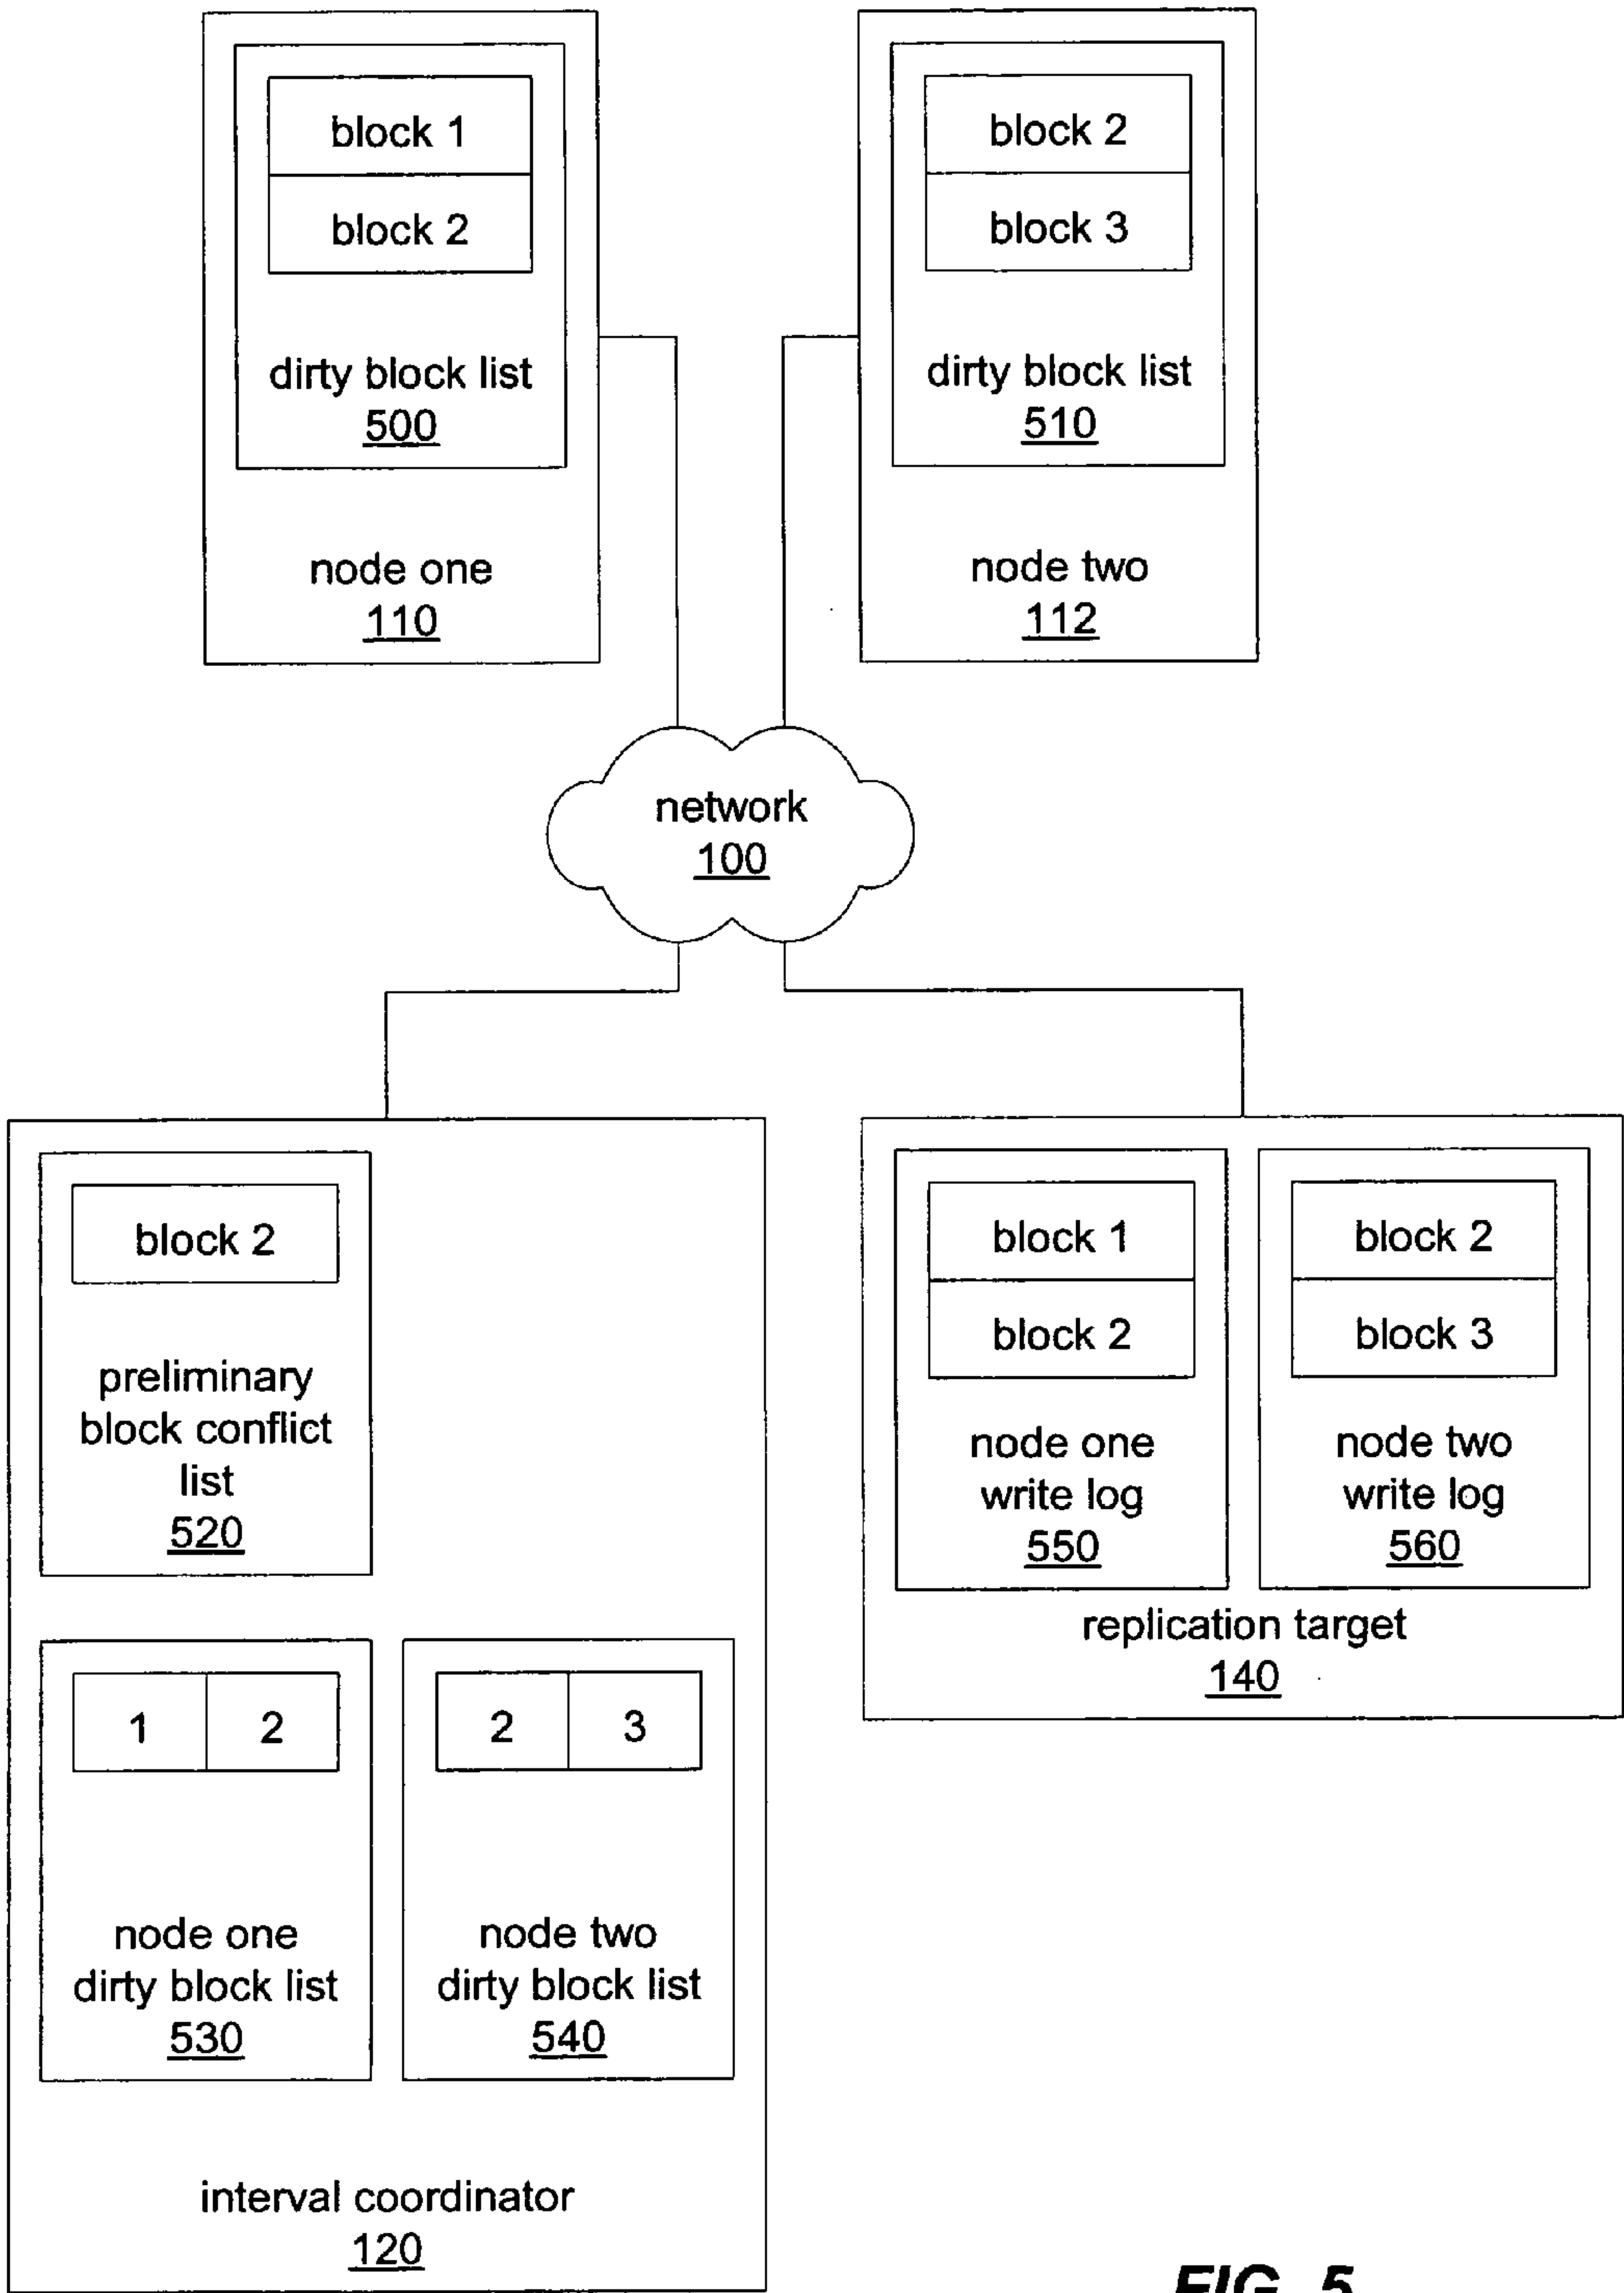 block 1
block 2
dirty block list
500
node one
110
block 2
block 3
dirty block list
510
node two
112
network
100
block 2
preliminary
block conflict
list
520
1 2
node one
dirty block list
530
2 3
node two
dirty block list
540
interval coordinator
120
block 1
block 2
node one
write log
550
block 2
block 3
node two
write log
560
replication target
140
FIG. 5